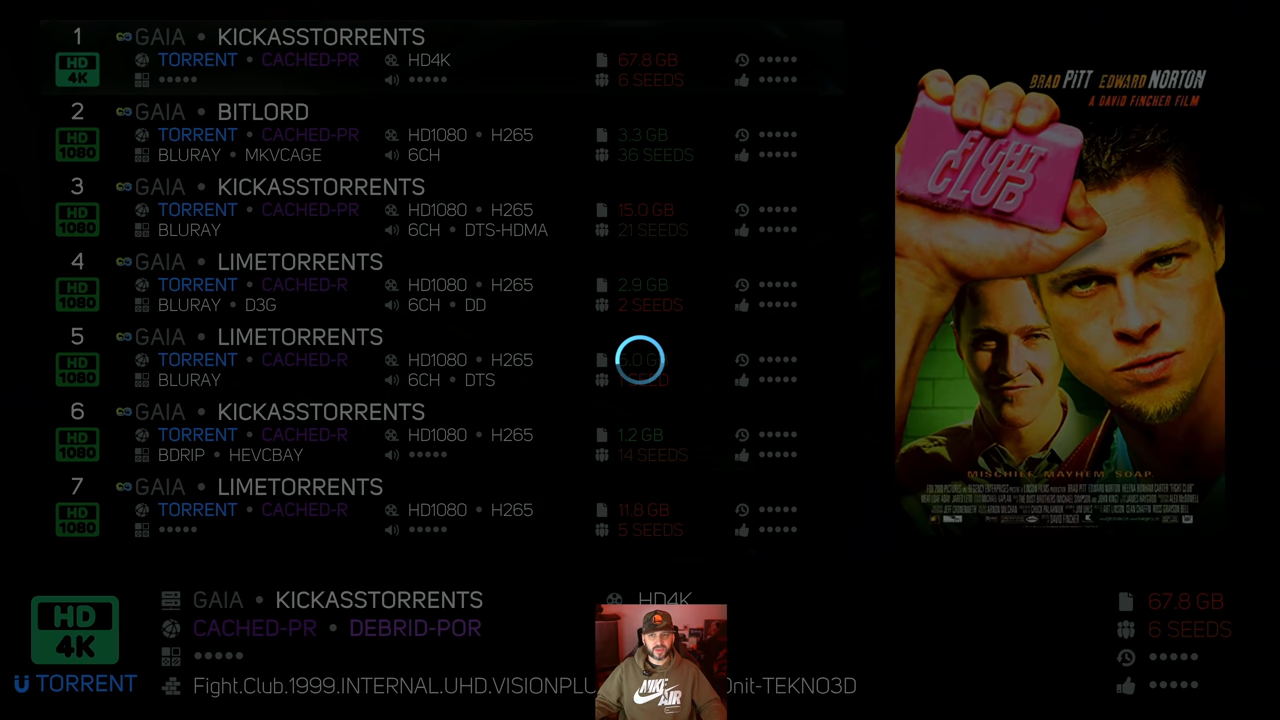 1 GAIA • KICKASSTORRENTS
HD 4K
TORRENT • CACHED-PR HD4K 67.8 GB •••••
••••• ••••• 6 SEEDS •••••
2 GAIA • BITLORD
HD 1080
TORRENT • CACHED-PR HD1080 • H265 3.3 GB •••••
BLURAY • MKVCAGE 6CH 36 SEEDS •••••
3 GAIA • KICKASSTORRENTS
HD 1080
TORRENT • CACHED-PR HD1080 • H265 15.0 GB •••••
BLURAY 6CH • DTS-HDMA 21 SEEDS •••••
4 GAIA • LIMETORRENTS
HD 1080
TORRENT • CACHED-R HD1080 • H265 2.9 GB •••••
BLURAY • D3G 6CH • DD 2 SEEDS •••••
5 GAIA • LIMETORRENTS
HD 1080
TORRENT • CACHED-R HD1080 • H265 •••••
BLURAY 6CH • DTS •••••
6 GAIA • KICKASSTORRENTS
HD 1080
TORRENT • CACHED-R HD1080 • H265 1.2 GB •••••
BDRIP • HEVCBAY ••••• 14 SEEDS •••••
7 GAIA • LIMETORRENTS
HD 1080
TORRENT • CACHED-R HD1080 • H265 11.8 GB •••••
••••• ••••• 5 SEEDS •••••
BRAD PITT EDWARD NORTON
A DAVID FINCHER FILM
FIGHT
CLUB
MISCHIEF. MAYHEM. SOAP.
HD 4K
TORRENT
GAIA • KICKASSTORRENTS HD4K 67.8 GB
CACHED-PR • DEBRID-POR 6 SEEDS
••••• •••••
Fight.Club.1999.INTERNAL.UHD.VISIONPLU nit-TEKNO3D •••••
NIKE
AIR